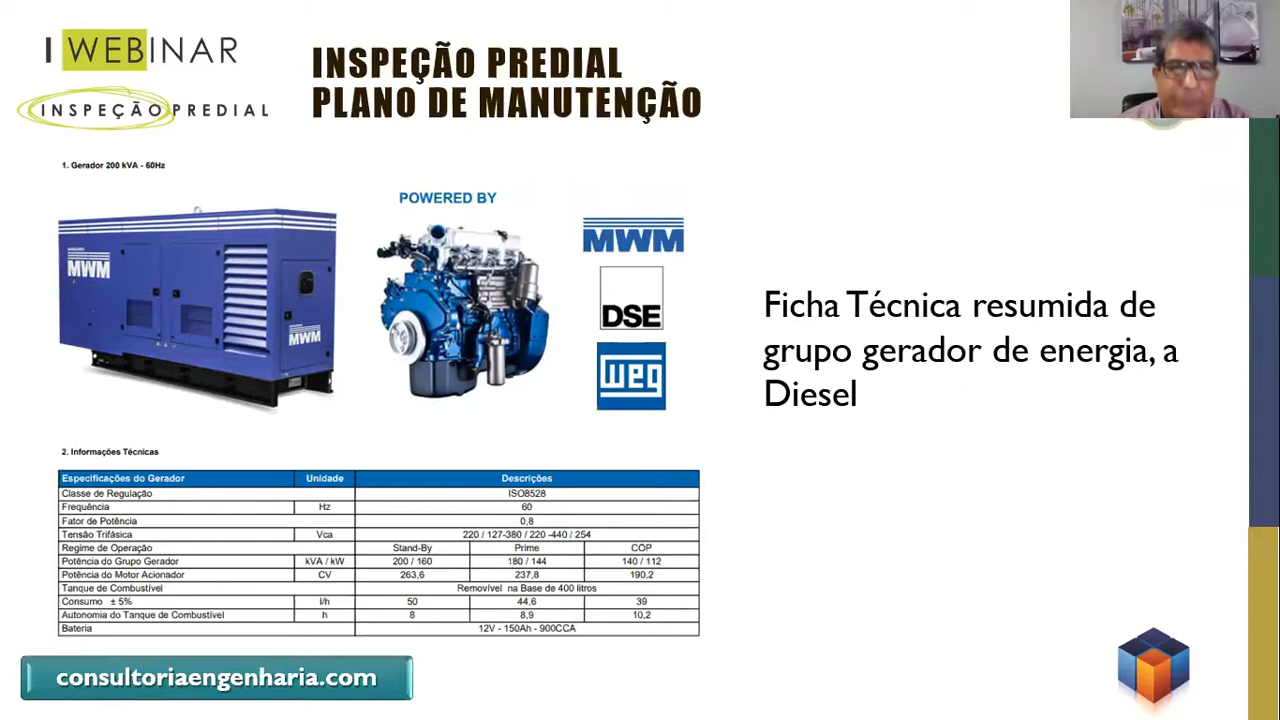 I WEBINAR
INSPEÇÃO PREDIAL
INSPEÇÃO PREDIAL
PLANO DE MANUTENÇÃO
1. Gerador 200 kVA - 60Hz
POWERED BY
MWM
MWM
MWM
DSE
WEG
Ficha Técnica resumida de
grupo gerador de energia, a
Diesel
2. Informações Técnicas
Especificações do Gerador Unidade Descrições
Classe de Regulação ISO8528
Frequência Hz 60
Fator de Potência 0,8
Tensão Trifásica Vca 220 / 127-380 / 220 -440 / 254
Regime de Operação Stand-By Prime COP
Potência do Grupo Gerador kVA / kW 200 / 160 180 / 144 140 / 112
Potência do Motor Acionador CV 263,6 237,8 190,2
Tanque de Combustível Removível na Base de 400 litros
Consumo ± 5% l/h 50 44,6 39
Autonomia do Tanque de Combustível h 8 8,9 10,2
Bateria 12V - 150Ah - 900CCA
consultoriaengenharia.com